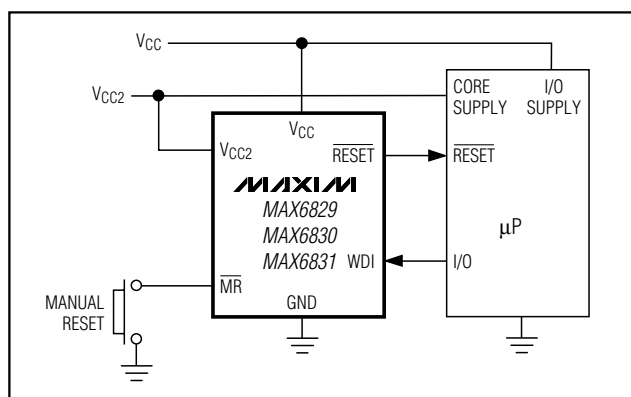 VCC
VCC2
CORE SUPPLY
I/O SUPPLY
VCC
VCC2
RESET
RESET
MAXIM
MAX6829
MAX6830
MAX6831
µP
WDI
I/O
MR
MANUAL RESET
GND